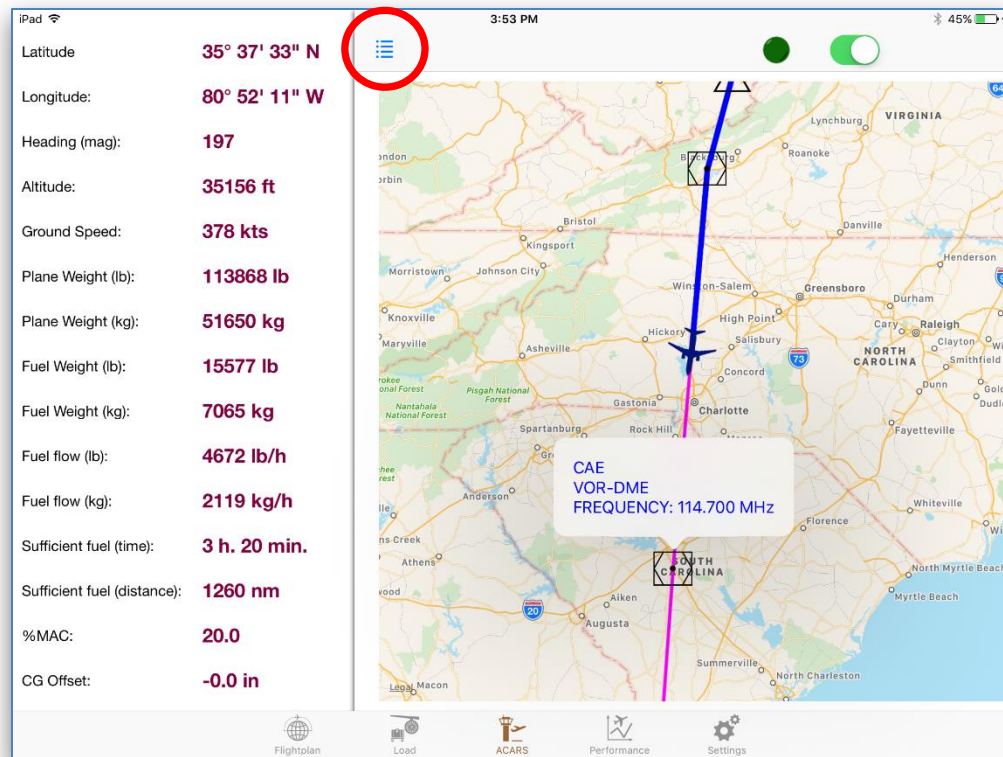 iPad
3:53 PM
45%
Latitude 35° 37' 33" N
Longitude: 80° 52' 11" W
Heading (mag): 197
Altitude: 35156 ft
Ground Speed: 378 kts
Plane Weight (lb): 113868 lb
Plane Weight (kg): 51650 kg
Fuel Weight (lb): 15577 lb
Fuel Weight (kg): 7065 kg
Fuel flow (lb): 4672 lb/h
Fuel flow (kg): 2119 kg/h
Sufficient fuel (time): 3 h. 20 min.
Sufficient fuel (distance): 1260 nm
%MAC: 20.0
CG Offset: -0.0 in
64
Lynchburg
VIRGINIA
Roanoke
Bristol
Kingsport
Danville
Morristown
Johnson City
Henderson
Winston-Salem
Greensboro
Durham
Knoxville
High Point
Cary
Raleigh
Maryville
Hickory
Salisbury
Clayton
Asheville
73
NORTH
CAROLINA
Smithfield
Concord
Pisgah National
Forest
Dunn
Nantahala
National Forest
Gastonia
Charlotte
Spartanburg
Rock Hill
Fayetteville
CAE
VOR-DME
FREQUENCY: 114.700 MHz
Anderson
Whiteville
Florence
Athens
SOUTH
CAROLINA
North Myrtle Beach
Aiken
Myrtle Beach
20
Augusta
Summerville
North Charleston
Legal
Macon
Flightplan
Load
ACARS
Performance
Settings